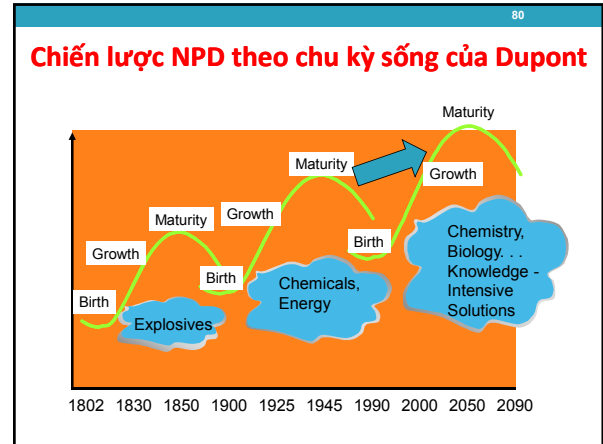 80
Chiến lược NPD theo chu kỳ sống của Dupont
Maturity
Maturity
Growth
Growth
Maturity
Birth
Growth
Birth
Birth
Explosives
Chemicals,
Energy
Chemistry,
Biology. . .
Knowledge -
Intensive
Solutions
1802 1830 1850 1900 1925 1945 1990 2000 2050 2090